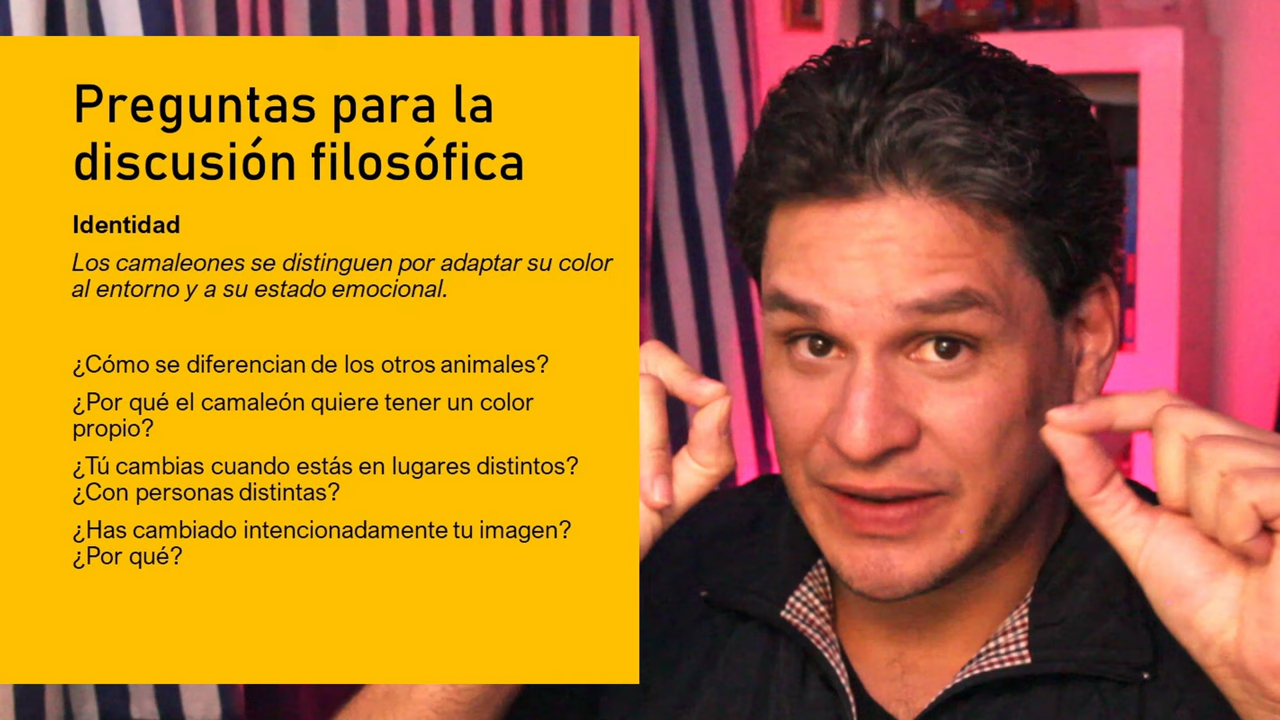 Preguntas para la
discusión filosófica
Identidad
Los camaleones se distinguen por adaptar su color
al entorno y a su estado emocional.
¿Cómo se diferencian de los otros animales?
¿Por qué el camaleón quiere tener un color
propio?
¿Tú cambias cuando estás en lugares distintos?
¿Con personas distintas?
¿Has cambiado intencionadamente tu imagen?
¿Por qué?